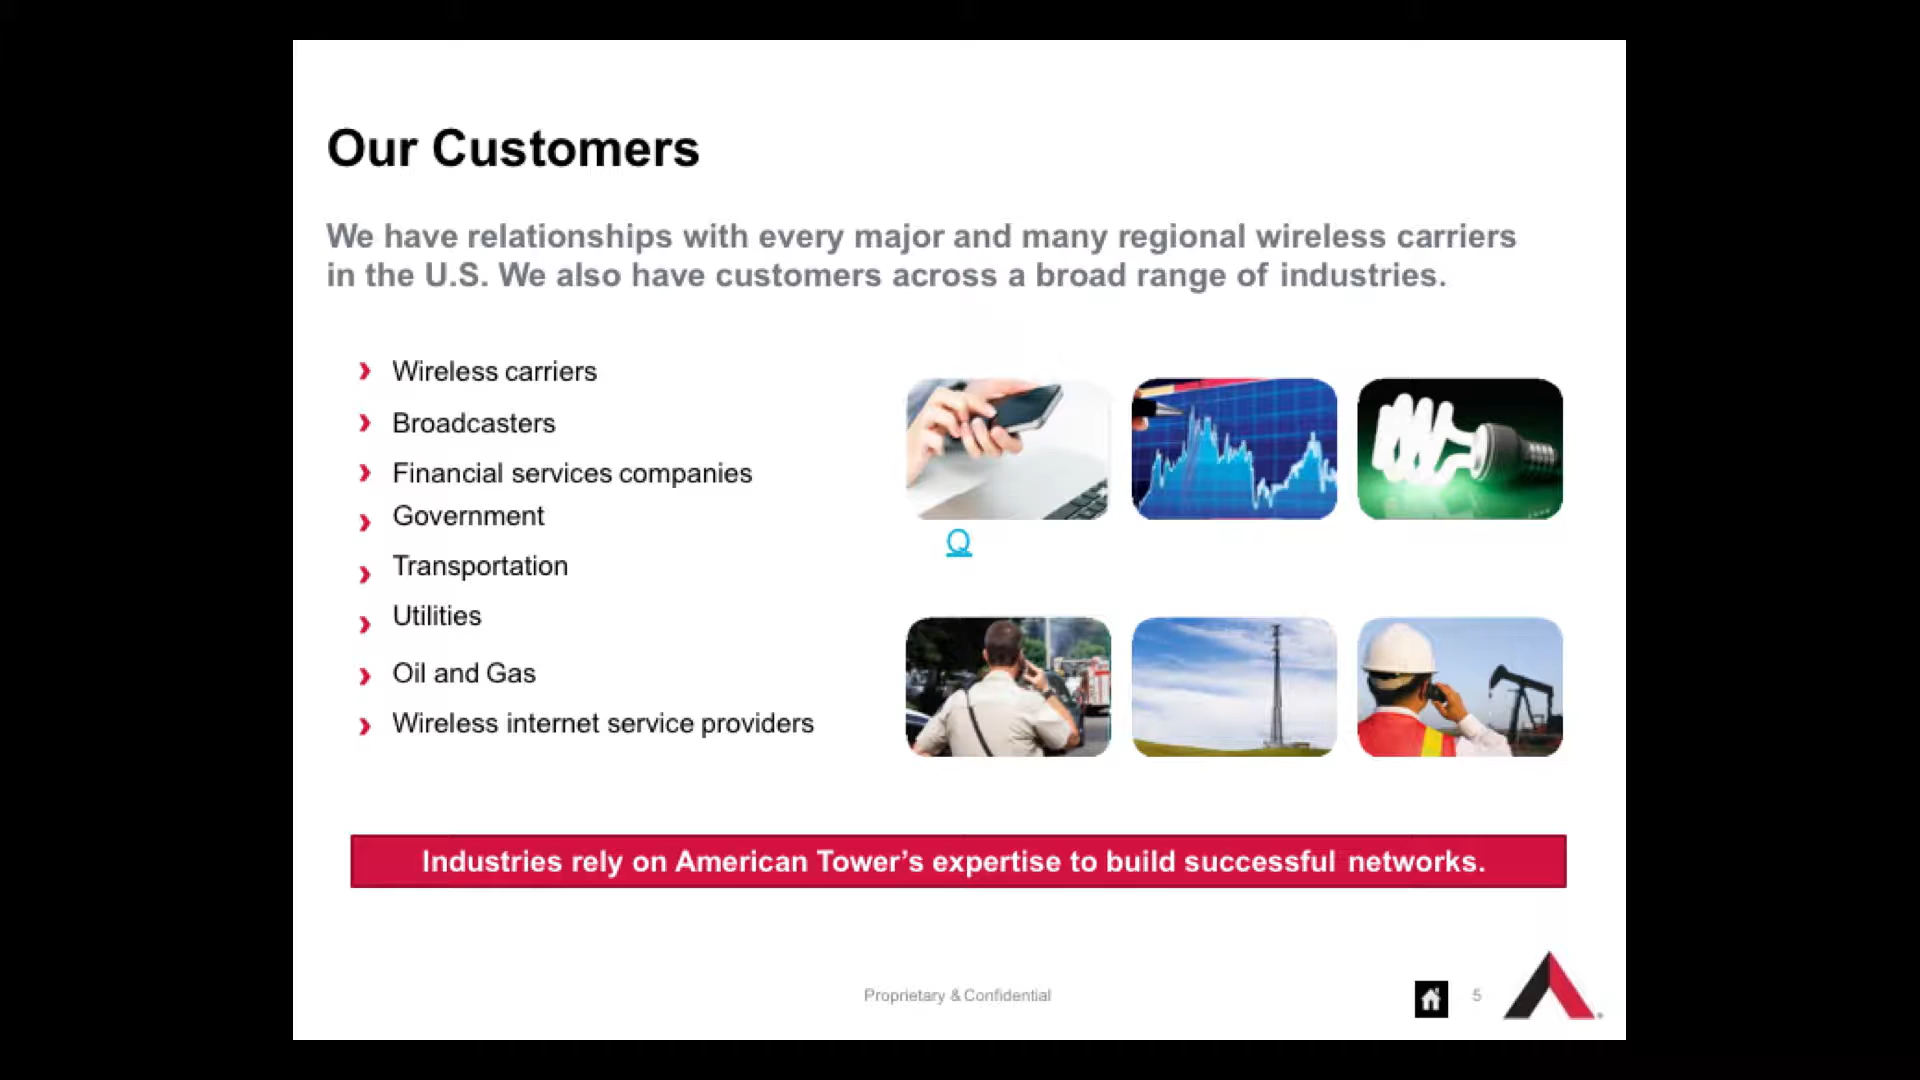 Our Customers
We have relationships with every major and many regional wireless carriers
in the U.S. We also have customers across a broad range of industries.
Wireless carriers
Broadcasters
Financial services companies
Government
Transportation
Utilities
Oil and Gas
Wireless internet service providers
Q
Industries rely on American Tower’s expertise to build successful networks.
Proprietary & Confidential
5